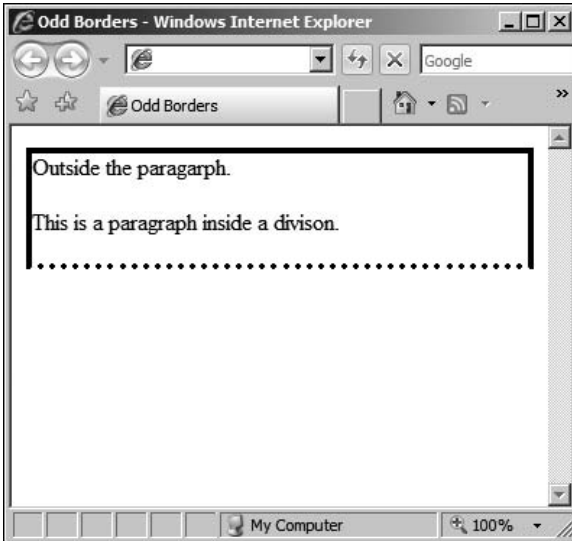 Odd Borders - Windows Internet Explorer
Google
Odd Borders
»
Outside the paragarph.
This is a paragraph inside a divison.
My Computer
100%